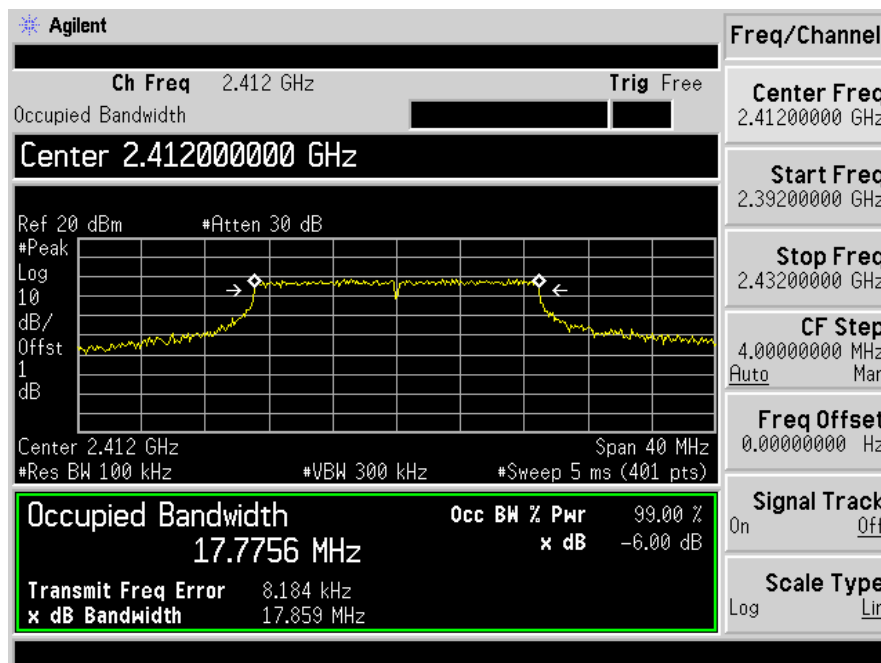 Agilent
Freq/Channel
Ch Freq 2.412 GHz Trig Free
Occupied Bandwidth
Center 2.412000000 GHz
Ref 20 dBm #Atten 30 dB
#Peak
Log
10
dB/
Offst
1
dB
Center 2.412 GHz Span 40 MHz
#Res BW 100 kHz #VBW 300 kHz #Sweep 5 ms (401 pts)
Occupied Bandwidth Occ BW % Pwr 99.00 %
17.7756 MHz x dB -6.00 dB
Transmit Freq Error 8.184 kHz
x dB Bandwidth 17.859 MHz
Center Freq
2.41200000 GHz
Start Freq
2.39200000 GHz
Stop Freq
2.43200000 GHz
CF Step
4.00000000 MHz
Auto Man
Freq Offset
0.00000000 Hz
Signal Track
On Off
Scale Type
Log Lin